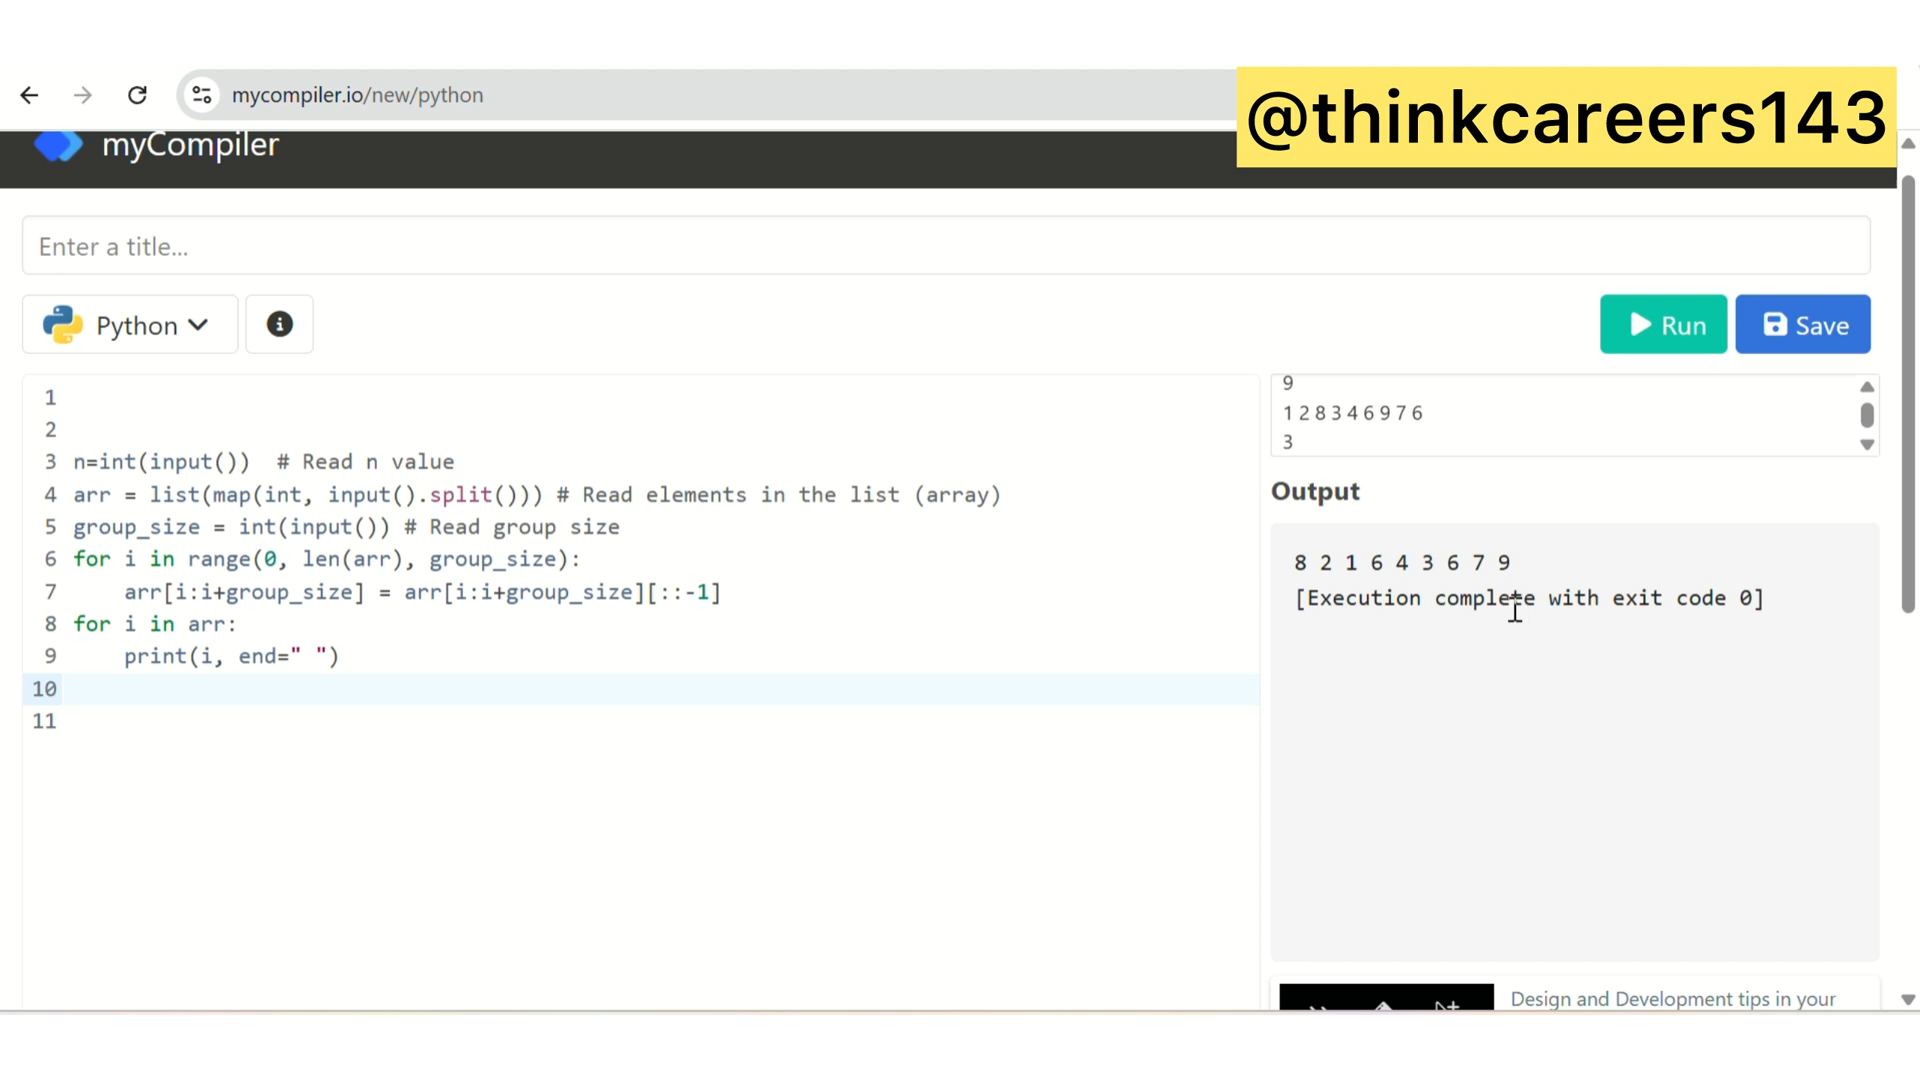 mycompiler.io/new/python
@thinkcareers143
myCompiler
Enter a title...
Python
Run
Save
1
2
3 n=int(input())  # Read n value
4 arr = list(map(int, input().split())) # Read elements in the list (array)
5 group_size = int(input()) # Read group size
6 for i in range(0, len(arr), group_size):
7     arr[i:i+group_size] = arr[i:i+group_size][::-1]
8 for i in arr:
9     print(i, end=" ")
10
11
9
1 2 8 3 4 6 9 7 6
3
Output
8 2 1 6 4 3 6 7 9
[Execution complete with exit code 0]
Design and Development tips in your